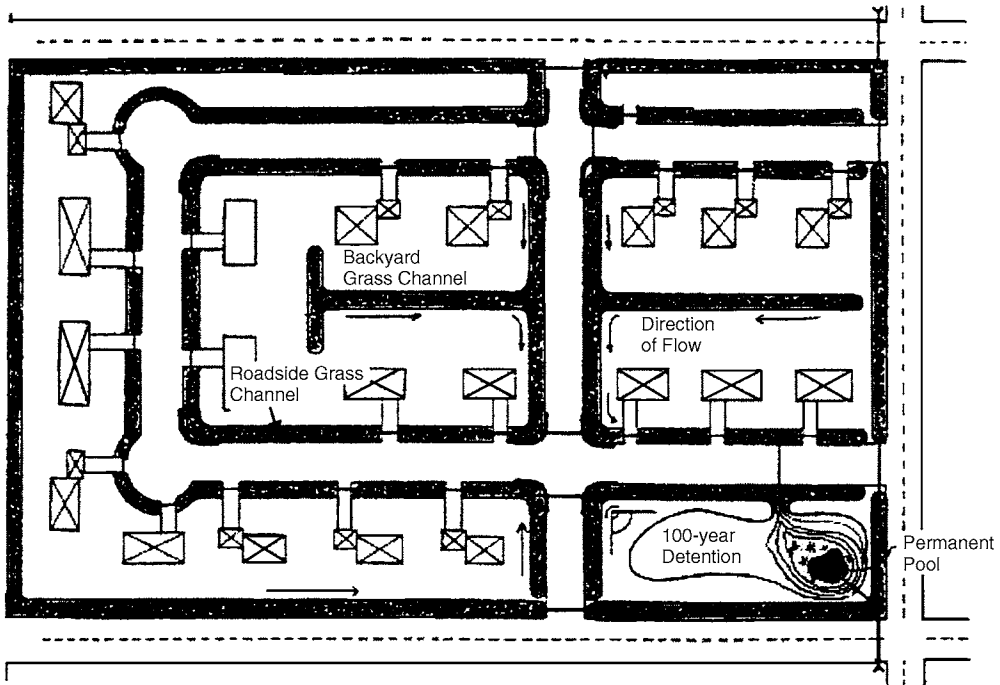 Backyard
Grass Channel
Direction
of Flow
Roadside Grass
Channel
100-year
Detention
Permanent
Pool